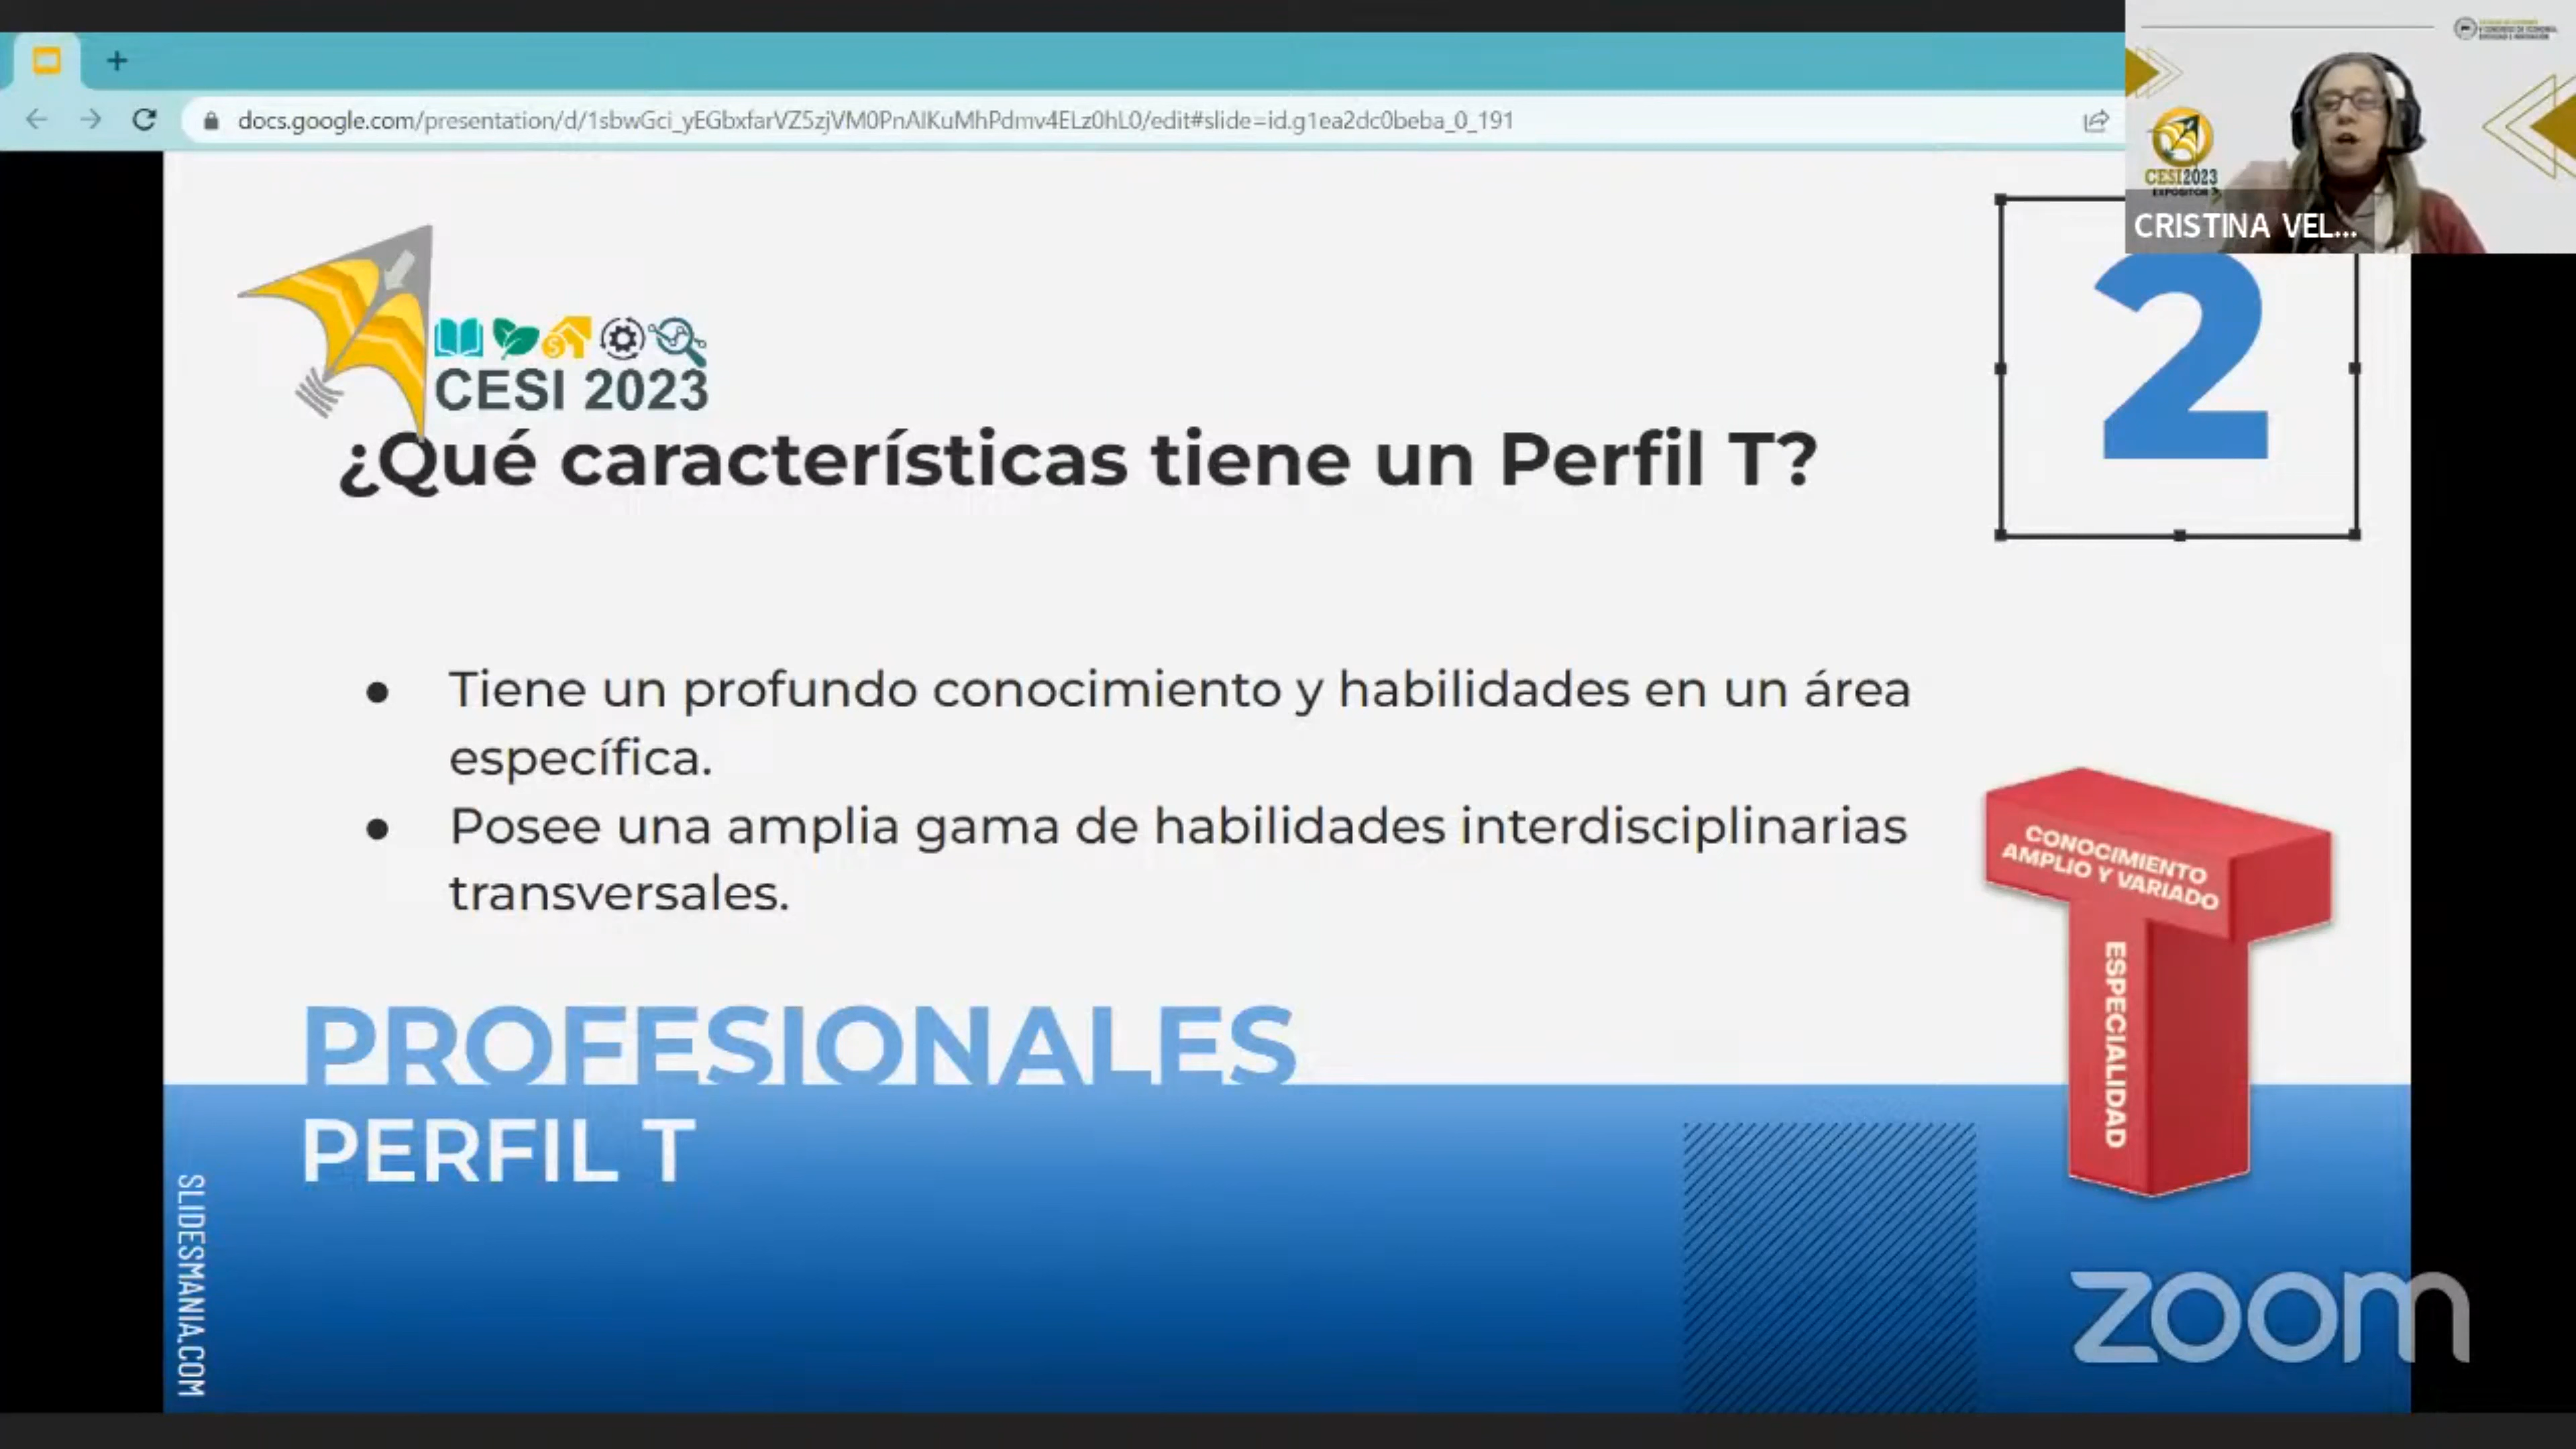 docs.google.com/presentation/d/1sbwGci_yEGbxfarVZ5zjVM0PnAIKuMhPdmv4ELz0hL0/edit#slide=id.g1ea2dc0beba_0_191
CESI2023
EXPOSITOR
CRISTINA VEL...
CESI 2023
2
¿Qué características tiene un Perfil T?
● Tiene un profundo conocimiento y habilidades en un área
específica.
● Posee una amplia gama de habilidades interdisciplinarias
transversales.
CONOCIMIENTO
AMPLIO Y VARIADO
ESPECIALIDAD
PROFESIONALES
PERFIL T
SLIDESMANIA.COM
zoom